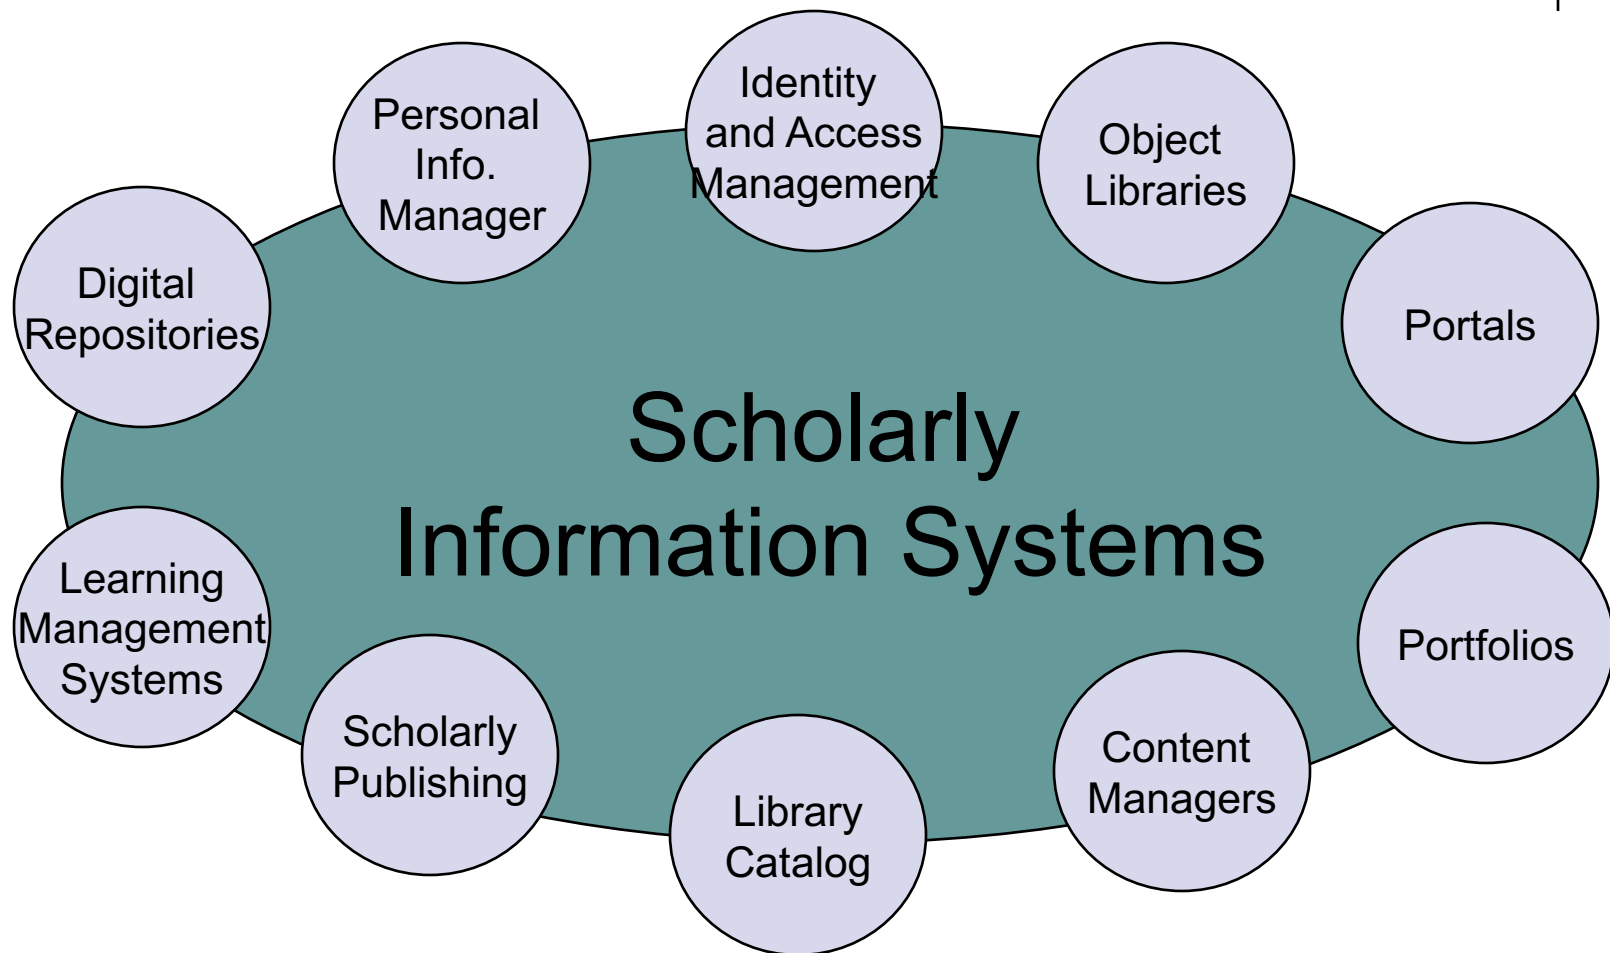 Identity
and Access
Management
Personal
Info.
Manager
Object
Libraries
Digital
Repositories
Portals
Scholarly
Information Systems
Learning
Management
Systems
Portfolios
Scholarly
Publishing
Content
Managers
Library
Catalog